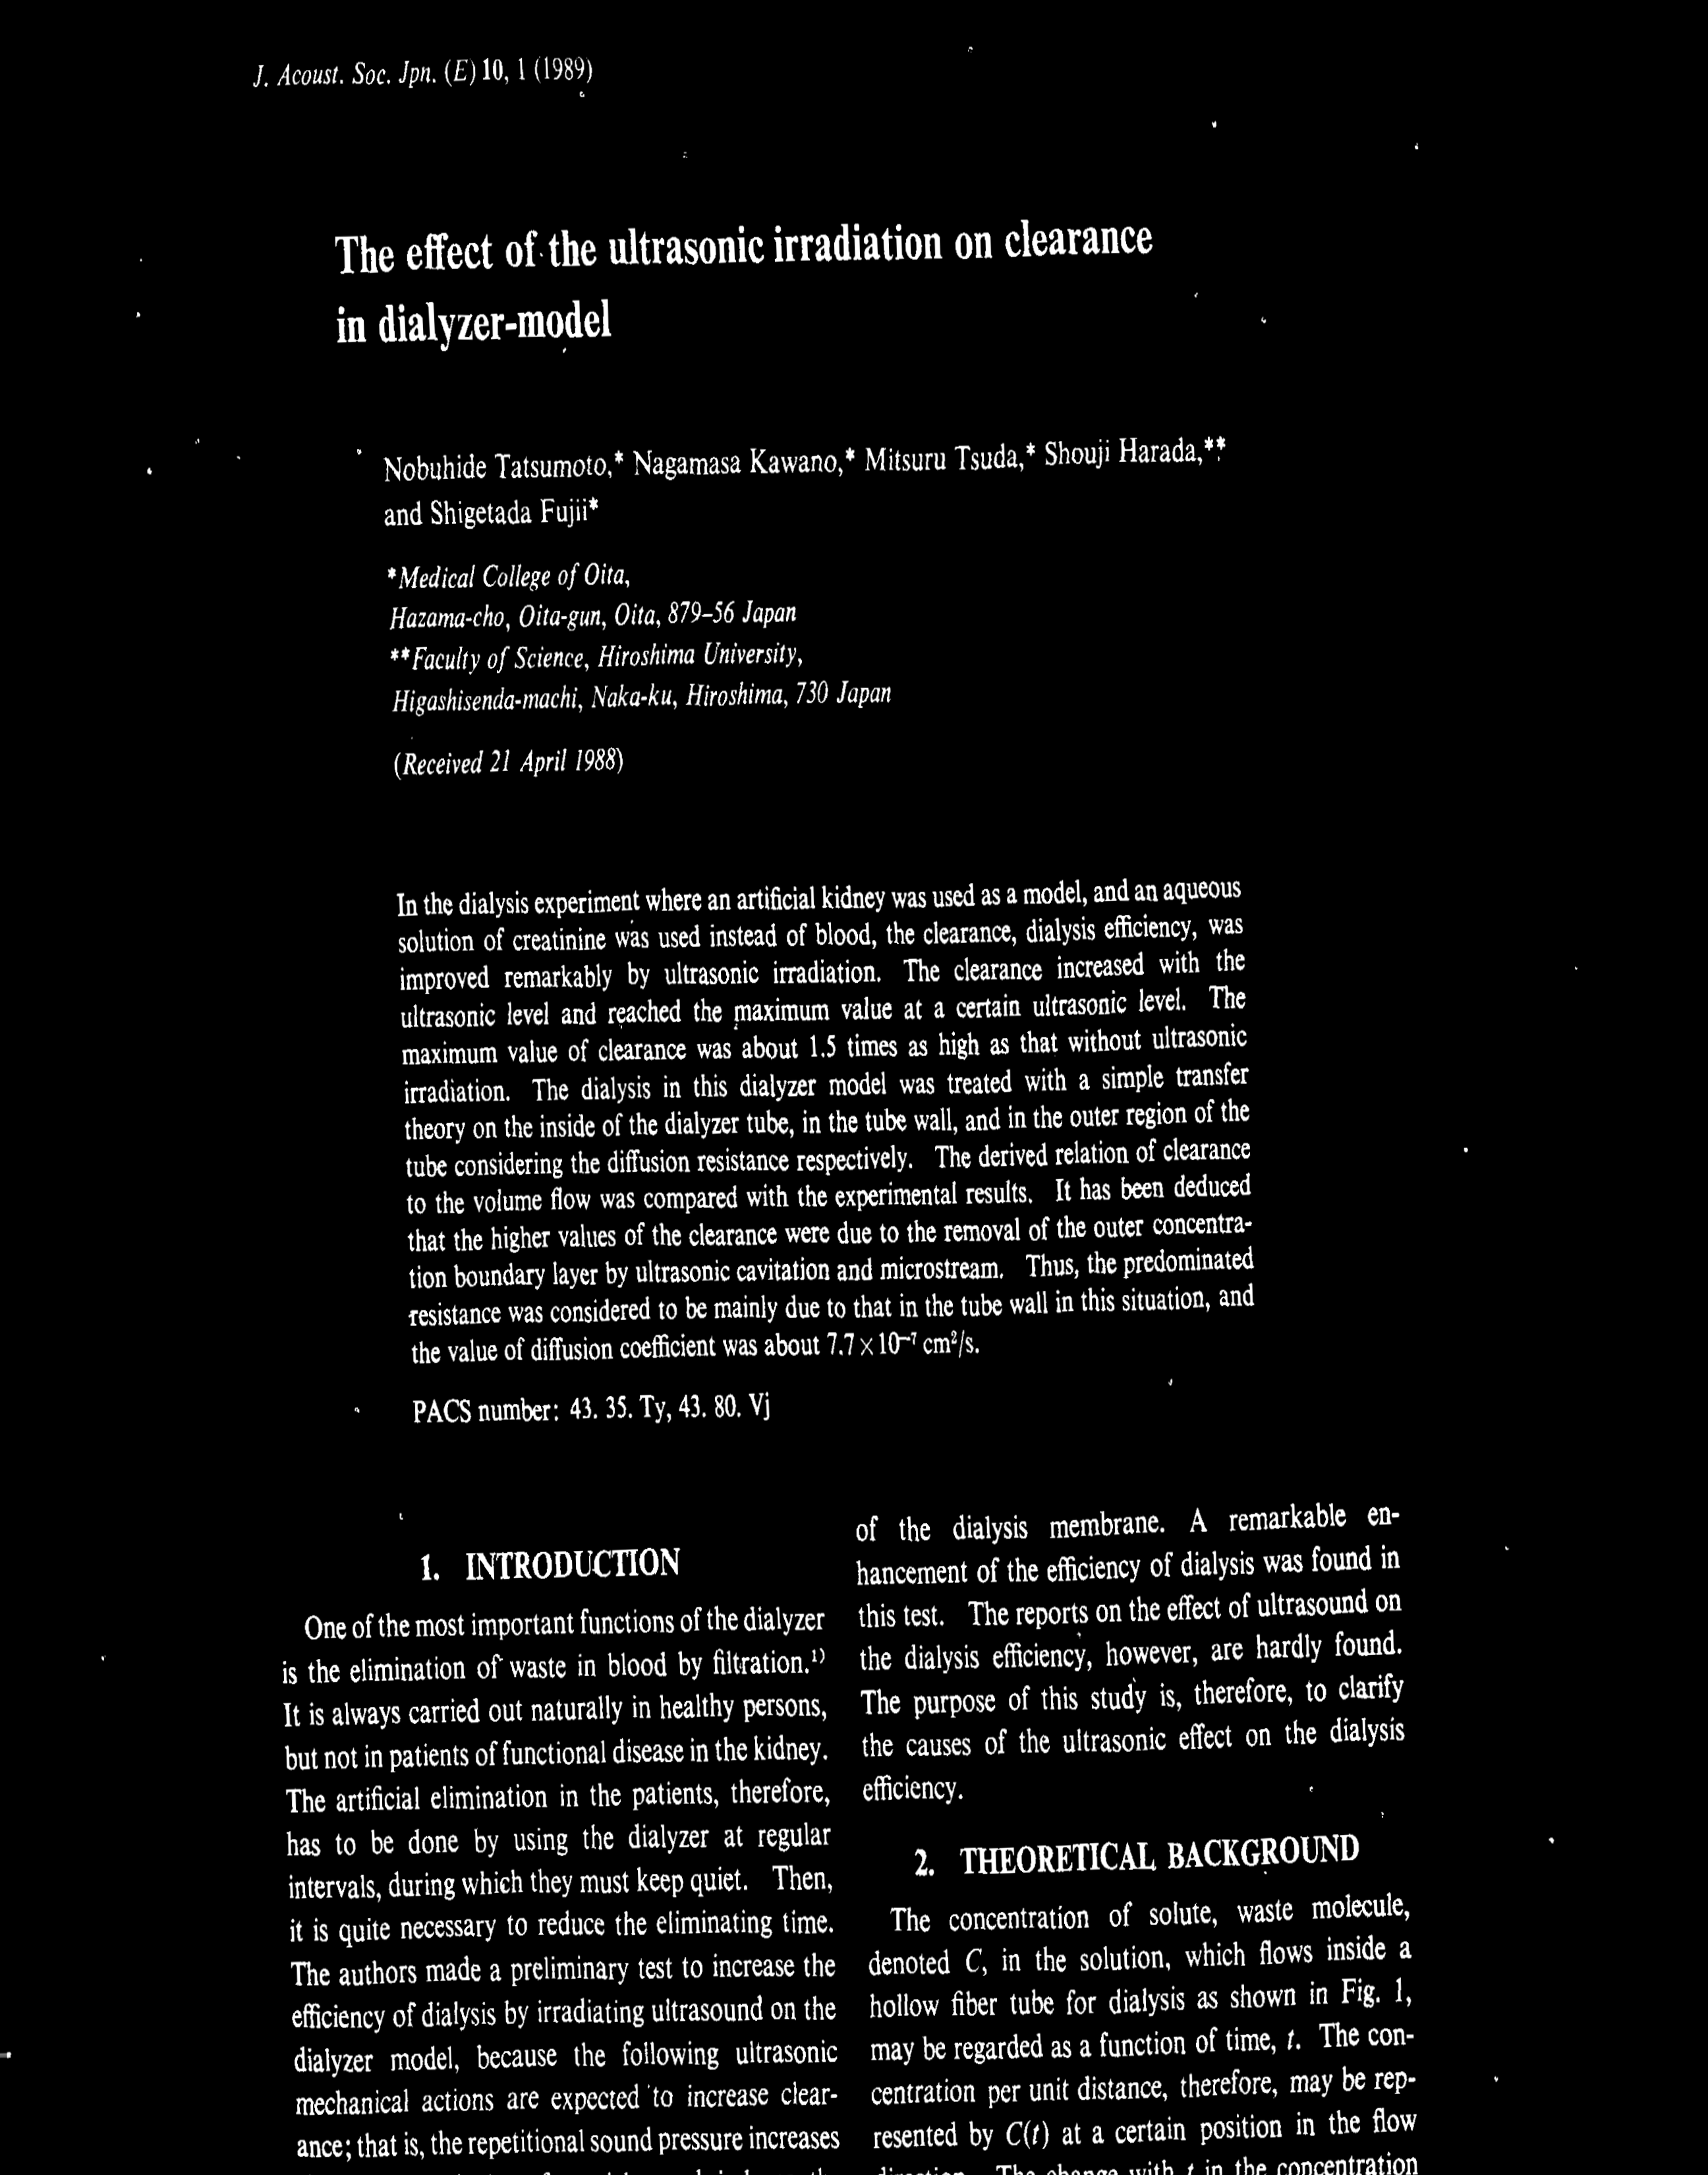 J. Acoust. Soc. Jpn. (E) 10, 1 (1989)
The effect of the ultrasonic irradiation on clearance
in dialyzer-model
Nobuhide Tatsumoto,* Nagamasa Kawano,* Mitsuru Tsuda,* Shouji Harada,**
and Shigetada Fujii*
*Medical College of Oita,
Hazama-cho, Oita-gun, Oita, 879–56 Japan
**Faculty of Science, Hiroshima University,
Higashisenda-machi, Naka-ku, Hiroshima, 730 Japan
(Received 21 April 1988)
In the dialysis experiment where an artificial kidney was used as a model, and an aqueous
solution of creatinine was used instead of blood, the clearance, dialysis efficiency, was
improved remarkably by ultrasonic irradiation. The clearance increased with the
ultrasonic level and reached the maximum value at a certain ultrasonic level. The
maximum value of clearance was about 1.5 times as high as that without ultrasonic
irradiation. The dialysis in this dialyzer model was treated with a simple transfer
theory on the inside of the dialyzer tube, in the tube wall, and in the outer region of the
tube considering the diffusion resistance respectively. The derived relation of clearance
to the volume flow was compared with the experimental results. It has been deduced
that the higher values of the clearance were due to the removal of the outer concentra-
tion boundary layer by ultrasonic cavitation and microstream. Thus, the predominated
resistance was considered to be mainly due to that in the tube wall in this situation, and
the value of diffusion coefficient was about 7.7×10⁻⁷ cm²/s.
PACS number: 43. 35. Ty, 43. 80. Vj
1. INTRODUCTION
One of the most important functions of the dialyzer
is the elimination of waste in blood by filtration.¹⁾
It is always carried out naturally in healthy persons,
but not in patients of functional disease in the kidney.
The artificial elimination in the patients, therefore,
has to be done by using the dialyzer at regular
intervals, during which they must keep quiet. Then,
it is quite necessary to reduce the eliminating time.
The authors made a preliminary test to increase the
efficiency of dialysis by irradiating ultrasound on the
dialyzer model, because the following ultrasonic
mechanical actions are expected to increase clear-
ance; that is, the repetitional sound pressure increases
of the dialysis membrane. A remarkable en-
hancement of the efficiency of dialysis was found in
this test. The reports on the effect of ultrasound on
the dialysis efficiency, however, are hardly found.
The purpose of this study is, therefore, to clarify
the causes of the ultrasonic effect on the dialysis
efficiency.
2. THEORETICAL BACKGROUND
The concentration of solute, waste molecule,
denoted C, in the solution, which flows inside a
hollow fiber tube for dialysis as shown in Fig. 1,
may be regarded as a function of time, t. The con-
centration per unit distance, therefore, may be rep-
resented by C(t) at a certain position in the flow
The change with t in the concentration